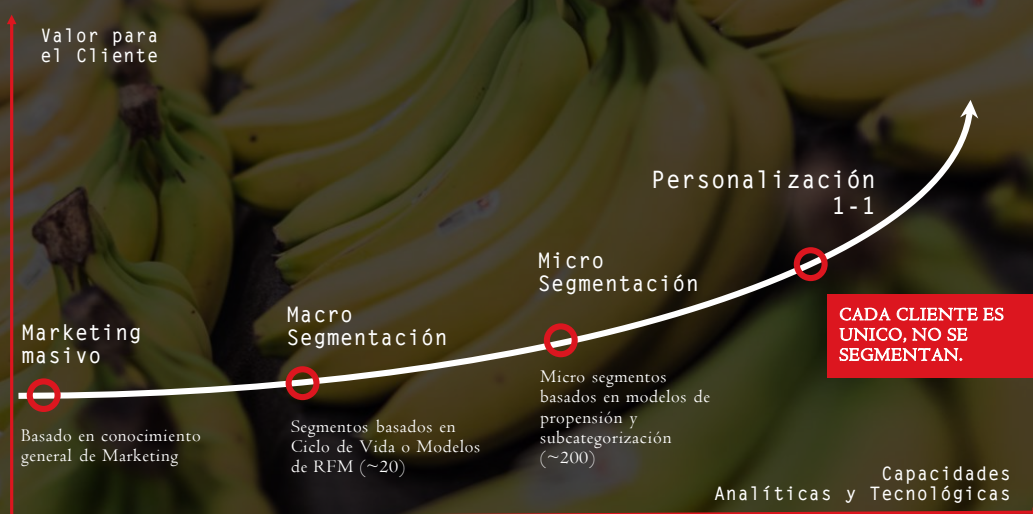 Valor para
el Cliente
Personalización
1-1
Micro
Segmentación
CADA CLIENTE ES
UNICO, NO SE
SEGMENTAN.
Macro
Segmentación
Marketing
masivo
Micro segmentos
basados en modelos de
propensión y
subcategorización
(~200)
Segmentos basados en
Ciclo de Vida o Modelos
de RFM (~20)
Basado en conocimiento
general de Marketing
Capacidades
Analíticas y Tecnológicas